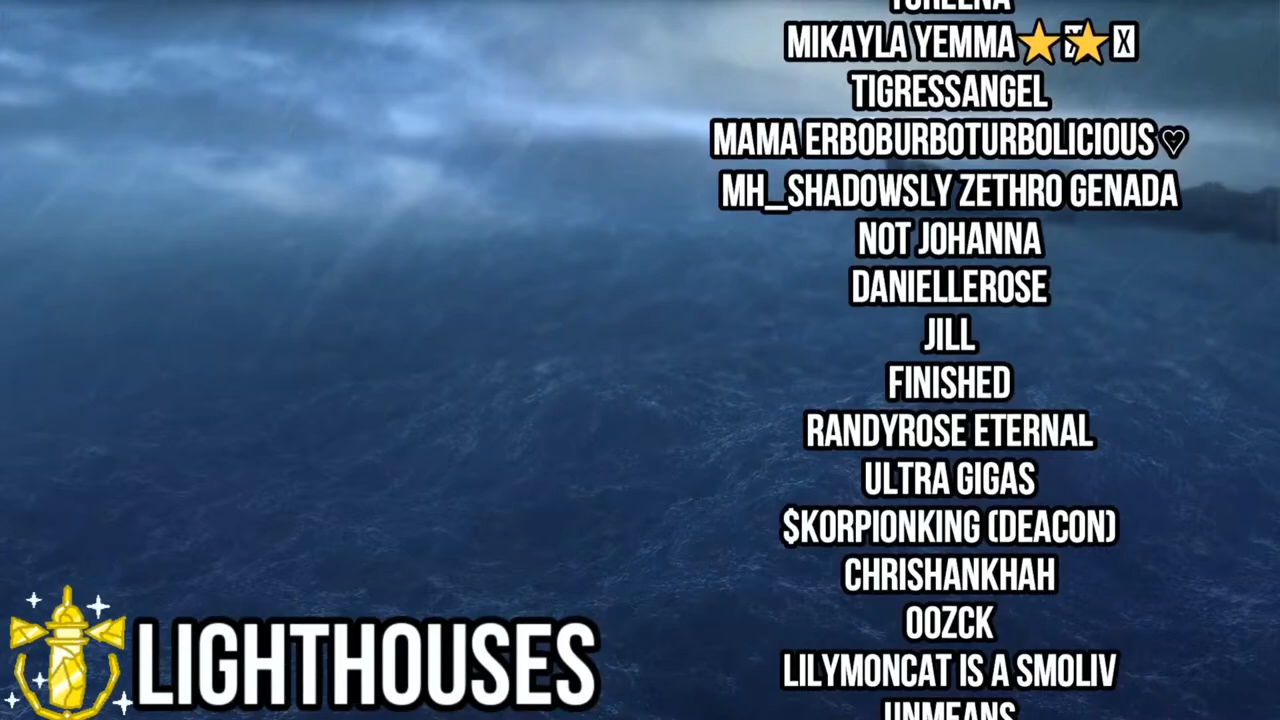 MIKAYLA YEMMA⭐⭐
TIGRESSANGEL
MAMA ERBOBURBOTURBOLICIOUS♡
MH_SHADOWSLY ZETHRO GENADA
NOT JOHANNA
DANIELLEROSE
JILL
FINISHED
RANDYROSE ETERNAL
ULTRA GIGAS
$KORPIONKING (DEACON)
CHRISHANKHAH
OOZCK
LILYMONCAT IS A SMOLIV
LIGHTHOUSES